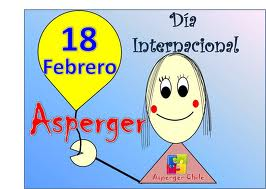 18
Febrero
Día
Internacional
Asperger
Asperger Chile